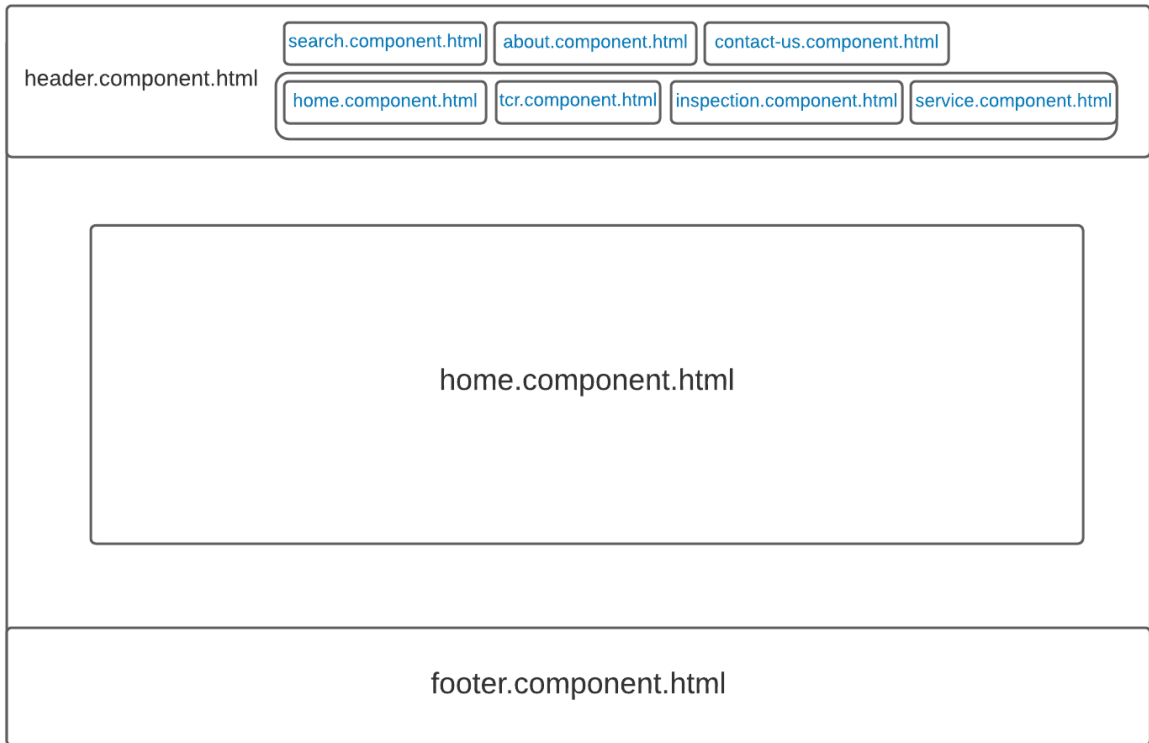 search.component.html about.component.html contact-us.component.html
header.component.html
home.component.html tcr.component.html inspection.component.html service.component.html
home.component.html
footer.component.html